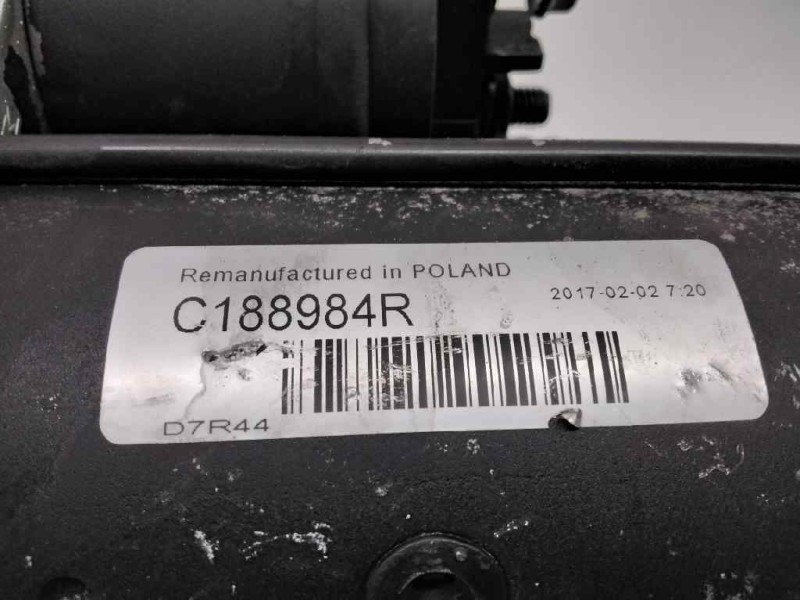 Remanufactured in POLAND
C188984R
2017-02-02 7:20
D7R44